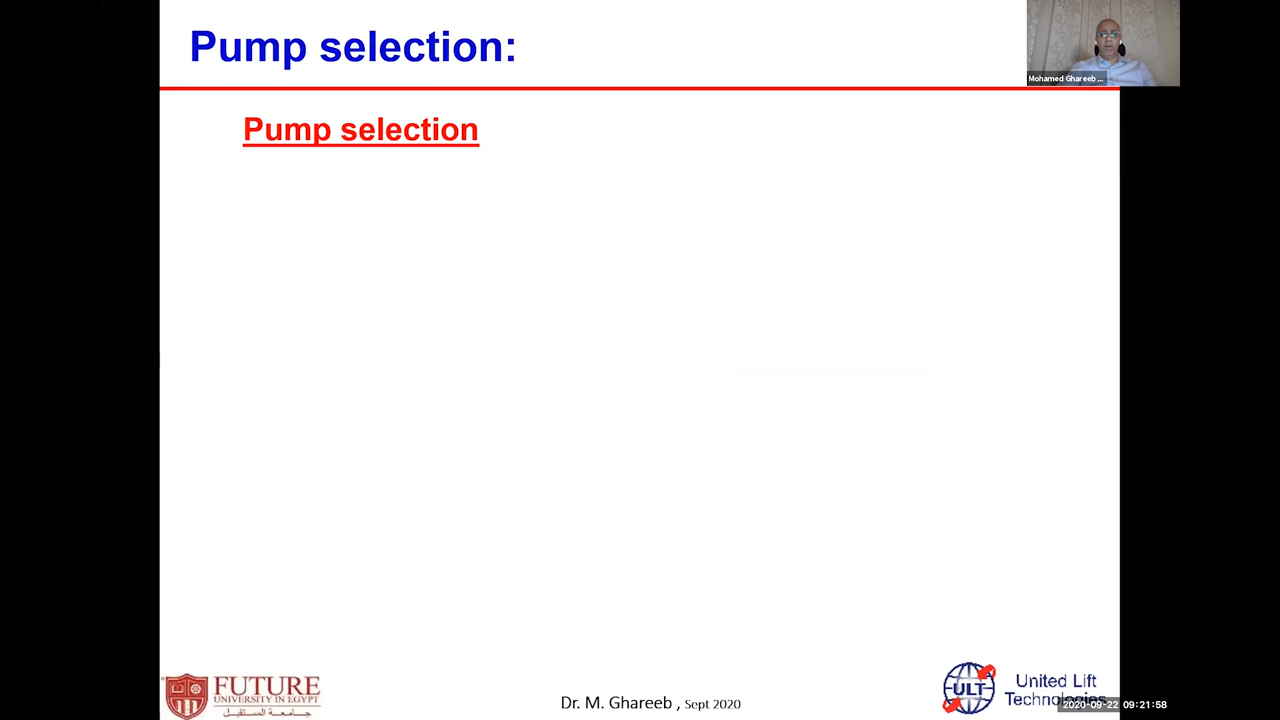 Pump selection:
Mohamed Ghareeb ...
Pump selection
FUTURE
UNIVERSITY IN EGYPT
جامعة المستقبل
Dr. M. Ghareeb , Sept 2020
ULT
United Lift
Technologies
2020-09-22 09:21:58